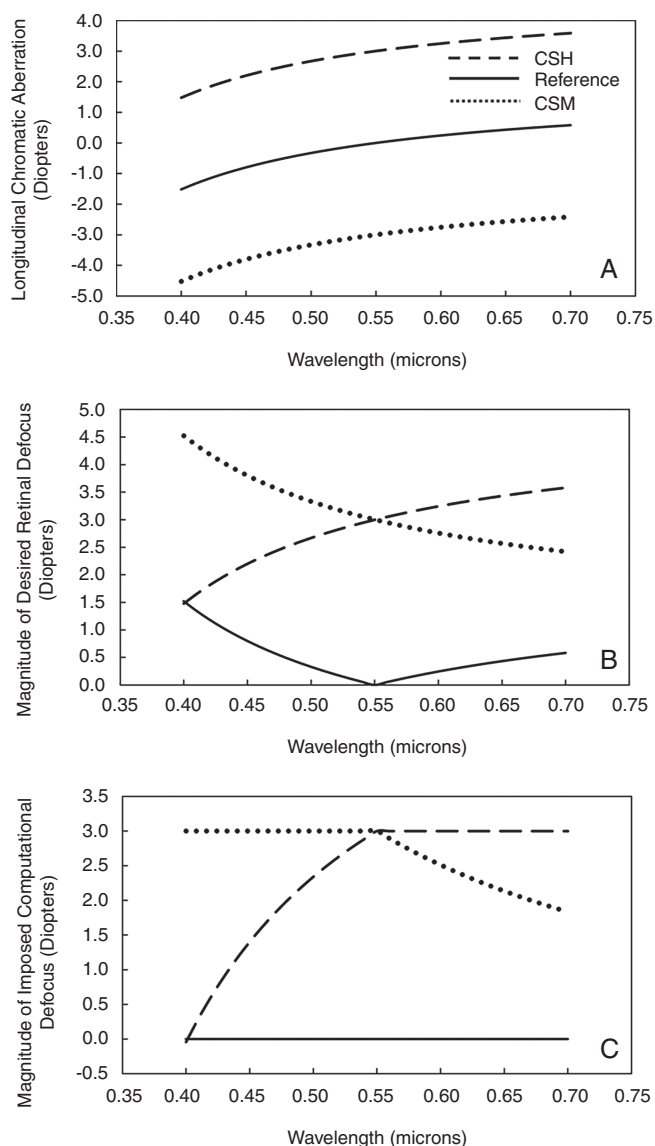 4.0
3.0
2.0
1.0
0.0
-1.0
-2.0
-3.0
-4.0
-5.0
Longitudinal Chromatic Aberration
(Diopters)
CSH
Reference
CSM
A
0.35 0.40 0.45 0.50 0.55 0.60 0.65 0.70 0.75
Wavelength (microns)
5.0
4.5
4.0
3.5
3.0
2.5
2.0
1.5
1.0
0.5
0.0
Magnitude of Desired Retinal Defocus
(Diopters)
B
0.35 0.40 0.45 0.50 0.55 0.60 0.65 0.70 0.75
Wavelength (microns)
3.5
3.0
2.5
2.0
1.5
1.0
0.5
0.0
-0.5
Magnitude of Imposed Computational
Defocus (Diopters)
C
0.35 0.40 0.45 0.50 0.55 0.60 0.65 0.70 0.75
Wavelength (microns)